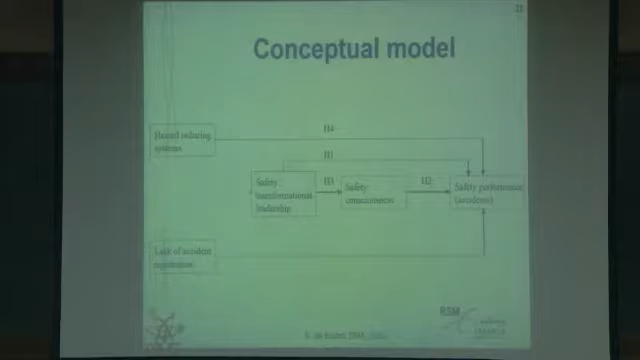 Conceptual model
H4
Hazard reducing
systems
H1
Safety
transformational
leadership
H3
Safety
consciousness
H2
Safety performance
(accidents)
Lack of accident
RSM